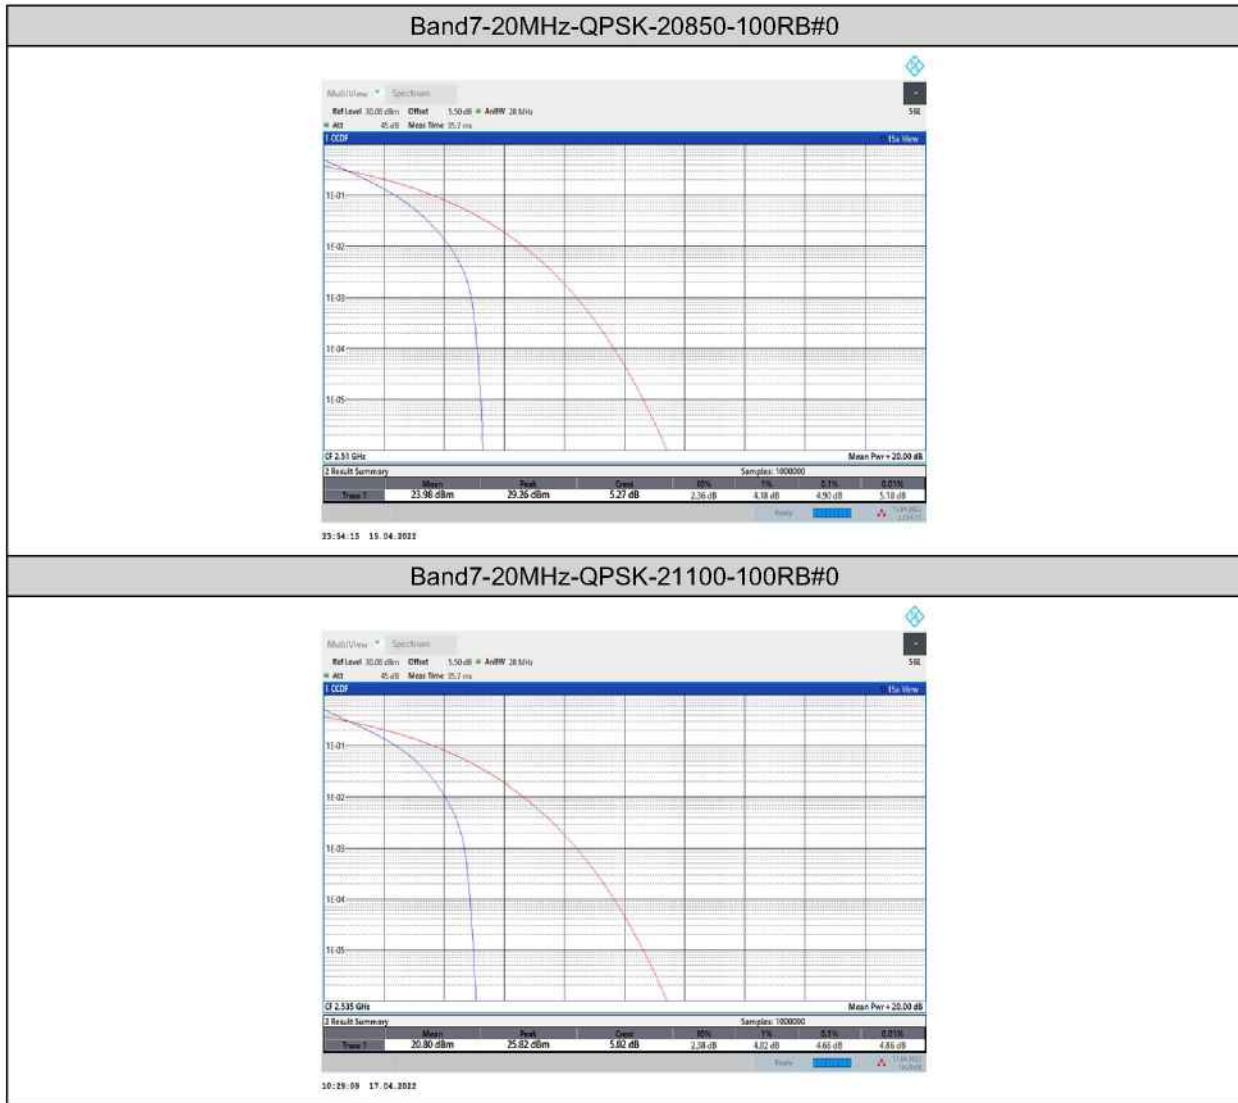 Band7-20MHz-QPSK-20850-100RB#0
MultiView Spectrum
Ref Level 30.00 dBm Offset 5.50 dB AnBW 28 MHz
SGL
Att 45 dB Meas Time 35.7 ms
1 CCDF 1Sa View
1E-01
1E-02
1E-03
1E-04
1E-05
CF 2.51 GHz Mean Pwr + 20.00 dB
2 Result Summary Samples: 1000000
Mean Peak Crest 10% 1% 0.1% 0.01%
Trace 1 23.98 dBm 29.26 dBm 5.27 dB 2.36 dB 4.18 dB 4.90 dB 5.18 dB
Ready
23:54:15 15.04.2022
Band7-20MHz-QPSK-21100-100RB#0
MultiView Spectrum
Ref Level 30.00 dBm Offset 5.50 dB AnBW 28 MHz
SGL
Att 45 dB Meas Time 35.7 ms
1 CCDF 1Sa View
1E-01
1E-02
1E-03
1E-04
1E-05
CF 2.535 GHz Mean Pwr + 20.00 dB
2 Result Summary Samples: 1000000
Mean Peak Crest 10% 1% 0.1% 0.01%
Trace 1 20.80 dBm 25.82 dBm 5.02 dB 2.38 dB 4.02 dB 4.66 dB 4.86 dB
Ready
10:29:09 17.04.2022